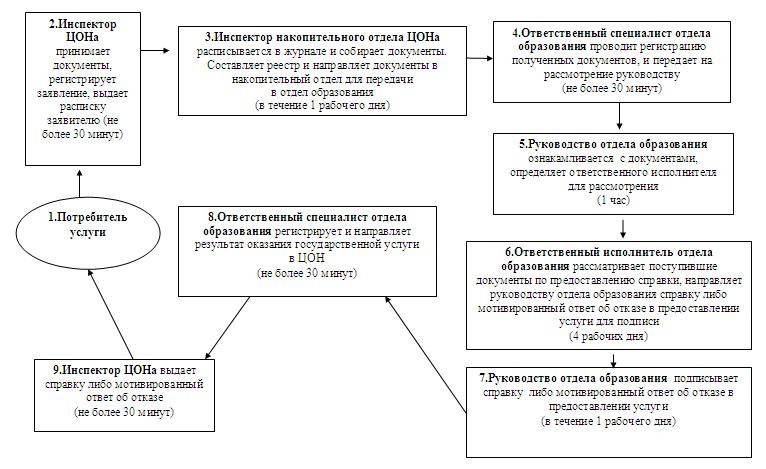 1.Потребитель
услуги
2.Инспектор
ЦОНа
принимает
документы,
регистрирует
заявление, выдает
расписку
заявителю (не
более 30 минут)
3.Инспектор накопительного отдела ЦОНа
расписывается в журнале и собирает документы.
Составляет реестр и направляет документы в
накопительный отдел для передачи
в отдел образования
(в течение 1 рабочего дня)
4.Ответственный специалист отдела
образования проводит регистрацию
полученных документов, и передает на
рассмотрение руководству
(не более 30 минут)
5.Руководство отдела образования
ознакамливается с документами,
определяет ответственного исполнителя
для рассмотрения
(1 час)
6.Ответственный исполнитель отдела
образования рассматривает поступившие
документы по предоставлению справки, направляет
руководству отдела образования справку либо
мотивированный ответ об отказе в предоставлении
услуги для подписи
(4 рабочих дня)
7.Руководство отдела образования подписывает
справку либо мотивированный ответ об отказе в
предоставлении услуги
(в течение 1 рабочего дня)
8.Ответственный специалист отдела
образования регистрирует и направляет
результат оказания государственной услуги
в ЦОН
(не более 30 минут)
9.Инспектор ЦОНа выдает
справку либо мотивированный
ответ об отказе
(не более 30 минут)